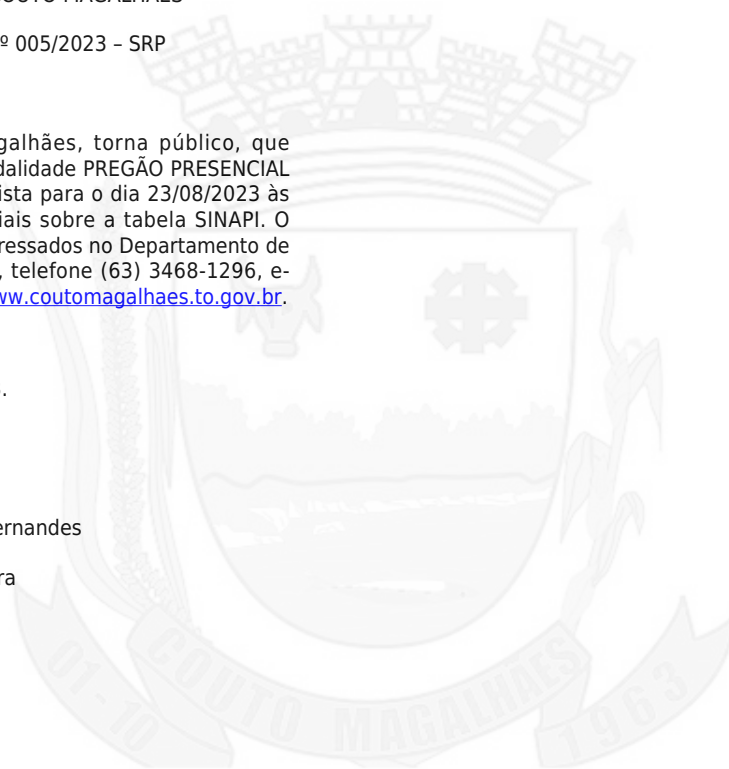 COUTO MAGALHÃES
º 005/2023 – SRP
galhães, torna público, que
dalidade PREGÃO PRESENCIAL
ista para o dia 23/08/2023 às
iais sobre a tabela SINAPI. O
ressados no Departamento de
, telefone (63) 3468-1296, e-
ww.coutomagalhaes.to.gov.br.
.
ernandes
ra
01-10 COUTO MAGALHÃES 1963